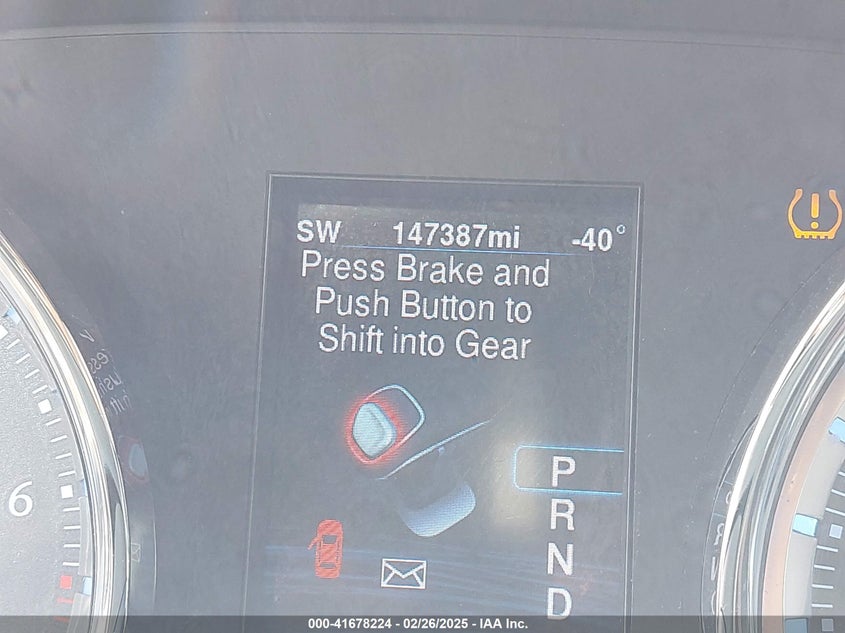 SW 147387mi -40°
Press Brake and
Push Button to
Shift into Gear
P
R
N
D
6
000-41678224 - 02/26/2025 - IAA Inc.